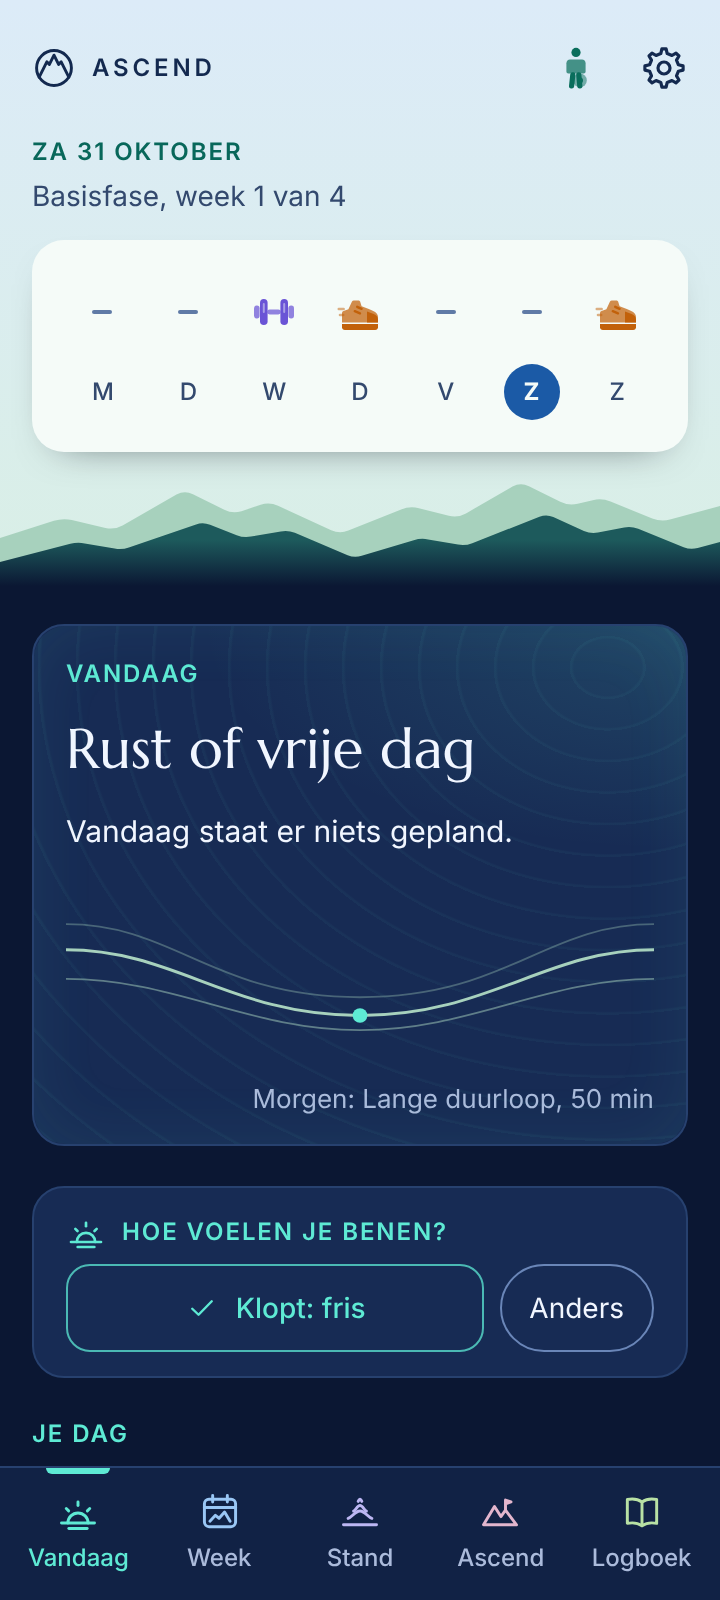 ASCEND
ZA 31 OKTOBER
Basisfase, week 1 van 4
M D W D V Z Z
VANDAAG
Rust of vrije dag
Vandaag staat er niets gepland.
Morgen: Lange duurloop, 50 min
HOE VOELEN JE BENEN?
Klopt: fris Anders
JE DAG
Vandaag Week Stand Ascend Logboek